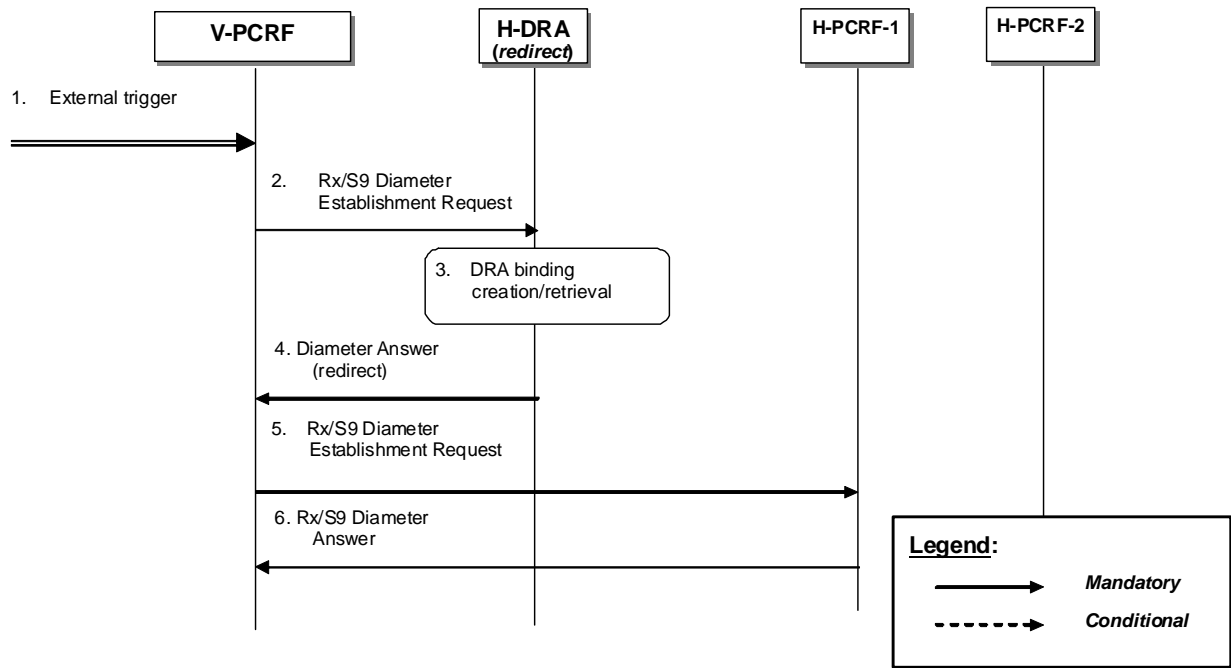 V-PCRF
H-DRA
(redirect)
H-PCRF-1
H-PCRF-2
1. External trigger
2. Rx/S9 Diameter
Establishment Request
3. DRA binding
creation/retrieval
4. Diameter Answer
(redirect)
5. Rx/S9 Diameter
Establishment Request
6. Rx/S9 Diameter
Answer
Legend:
Mandatory
Conditional